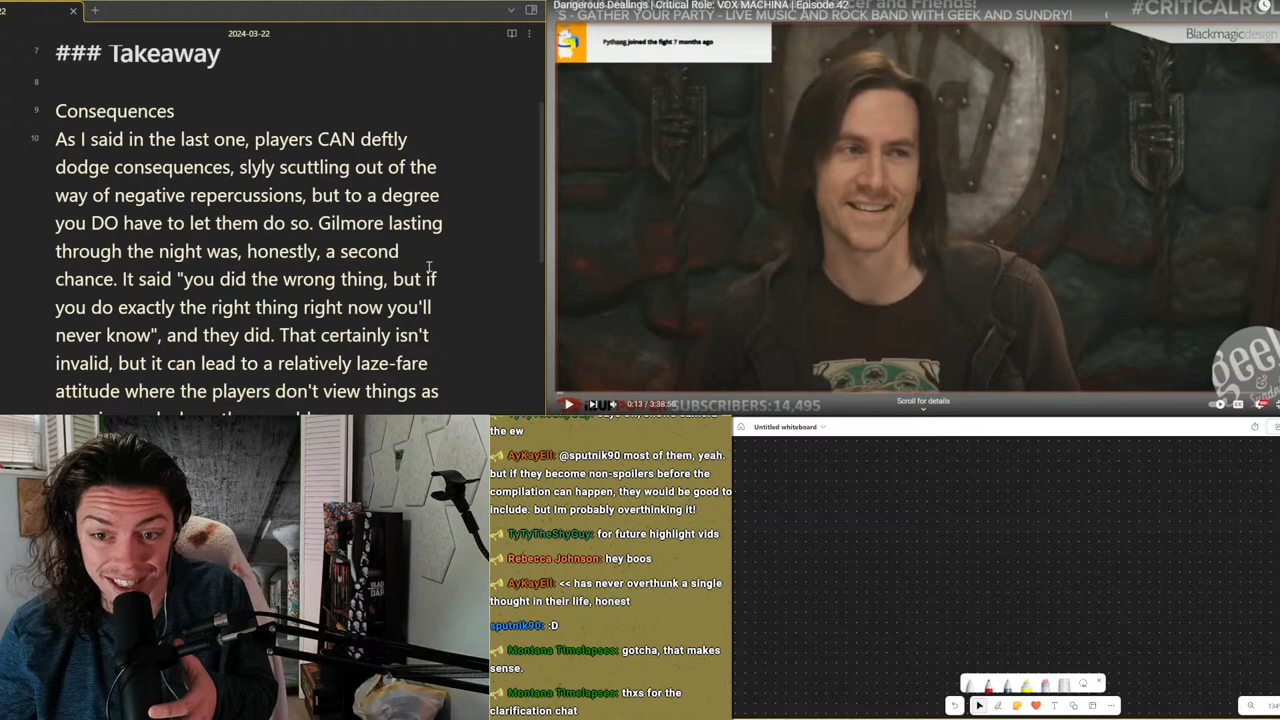 22
2024-03-22
7
### Takeaway
8
9
Consequences
10
As I said in the last one, players CAN deftly
dodge consequences, slyly scuttling out of the
way of negative repercussions, but to a degree
you DO have to let them do so. Gilmore lasting
through the night was, honestly, a second
chance. It said "you did the wrong thing, but if
you do exactly the right thing right now you'll
never know", and they did. That certainly isn't
invalid, but it can lead to a relatively laze-fare
attitude where the players don't view things as
Dangerous Dealings | Critical Role: VOX MACHINA | Episode 42
cer and Friends!
'S - GATHER YOUR PARTY - LIVE MUSIC AND ROCK BAND WITH GEEK AND SUNDRY!
#CRITICALROL
Blackmagicdesign
joined the fight 7 months ago
geek
& Sund
0:13 / 3:38:50
SUBSCRIBERS: 14,495
Scroll for details
the ew
AyKayEll: @sputnik90 most of them, yeah.
but if they become non-spoilers before the
compilation can happen, they would be good to
include. but Im probably overthinking it!
TyTyTheShyGuy: for future highlight vids
Rebecca Johnson: hey boos
AyKayEll: << has never overthunk a single
thought in their life, honest
sputnik90: :D
Montana Timelapses: gotcha, that makes
sense.
Montana Timelapses: thxs for the
clarification chat
Untitled whiteboard